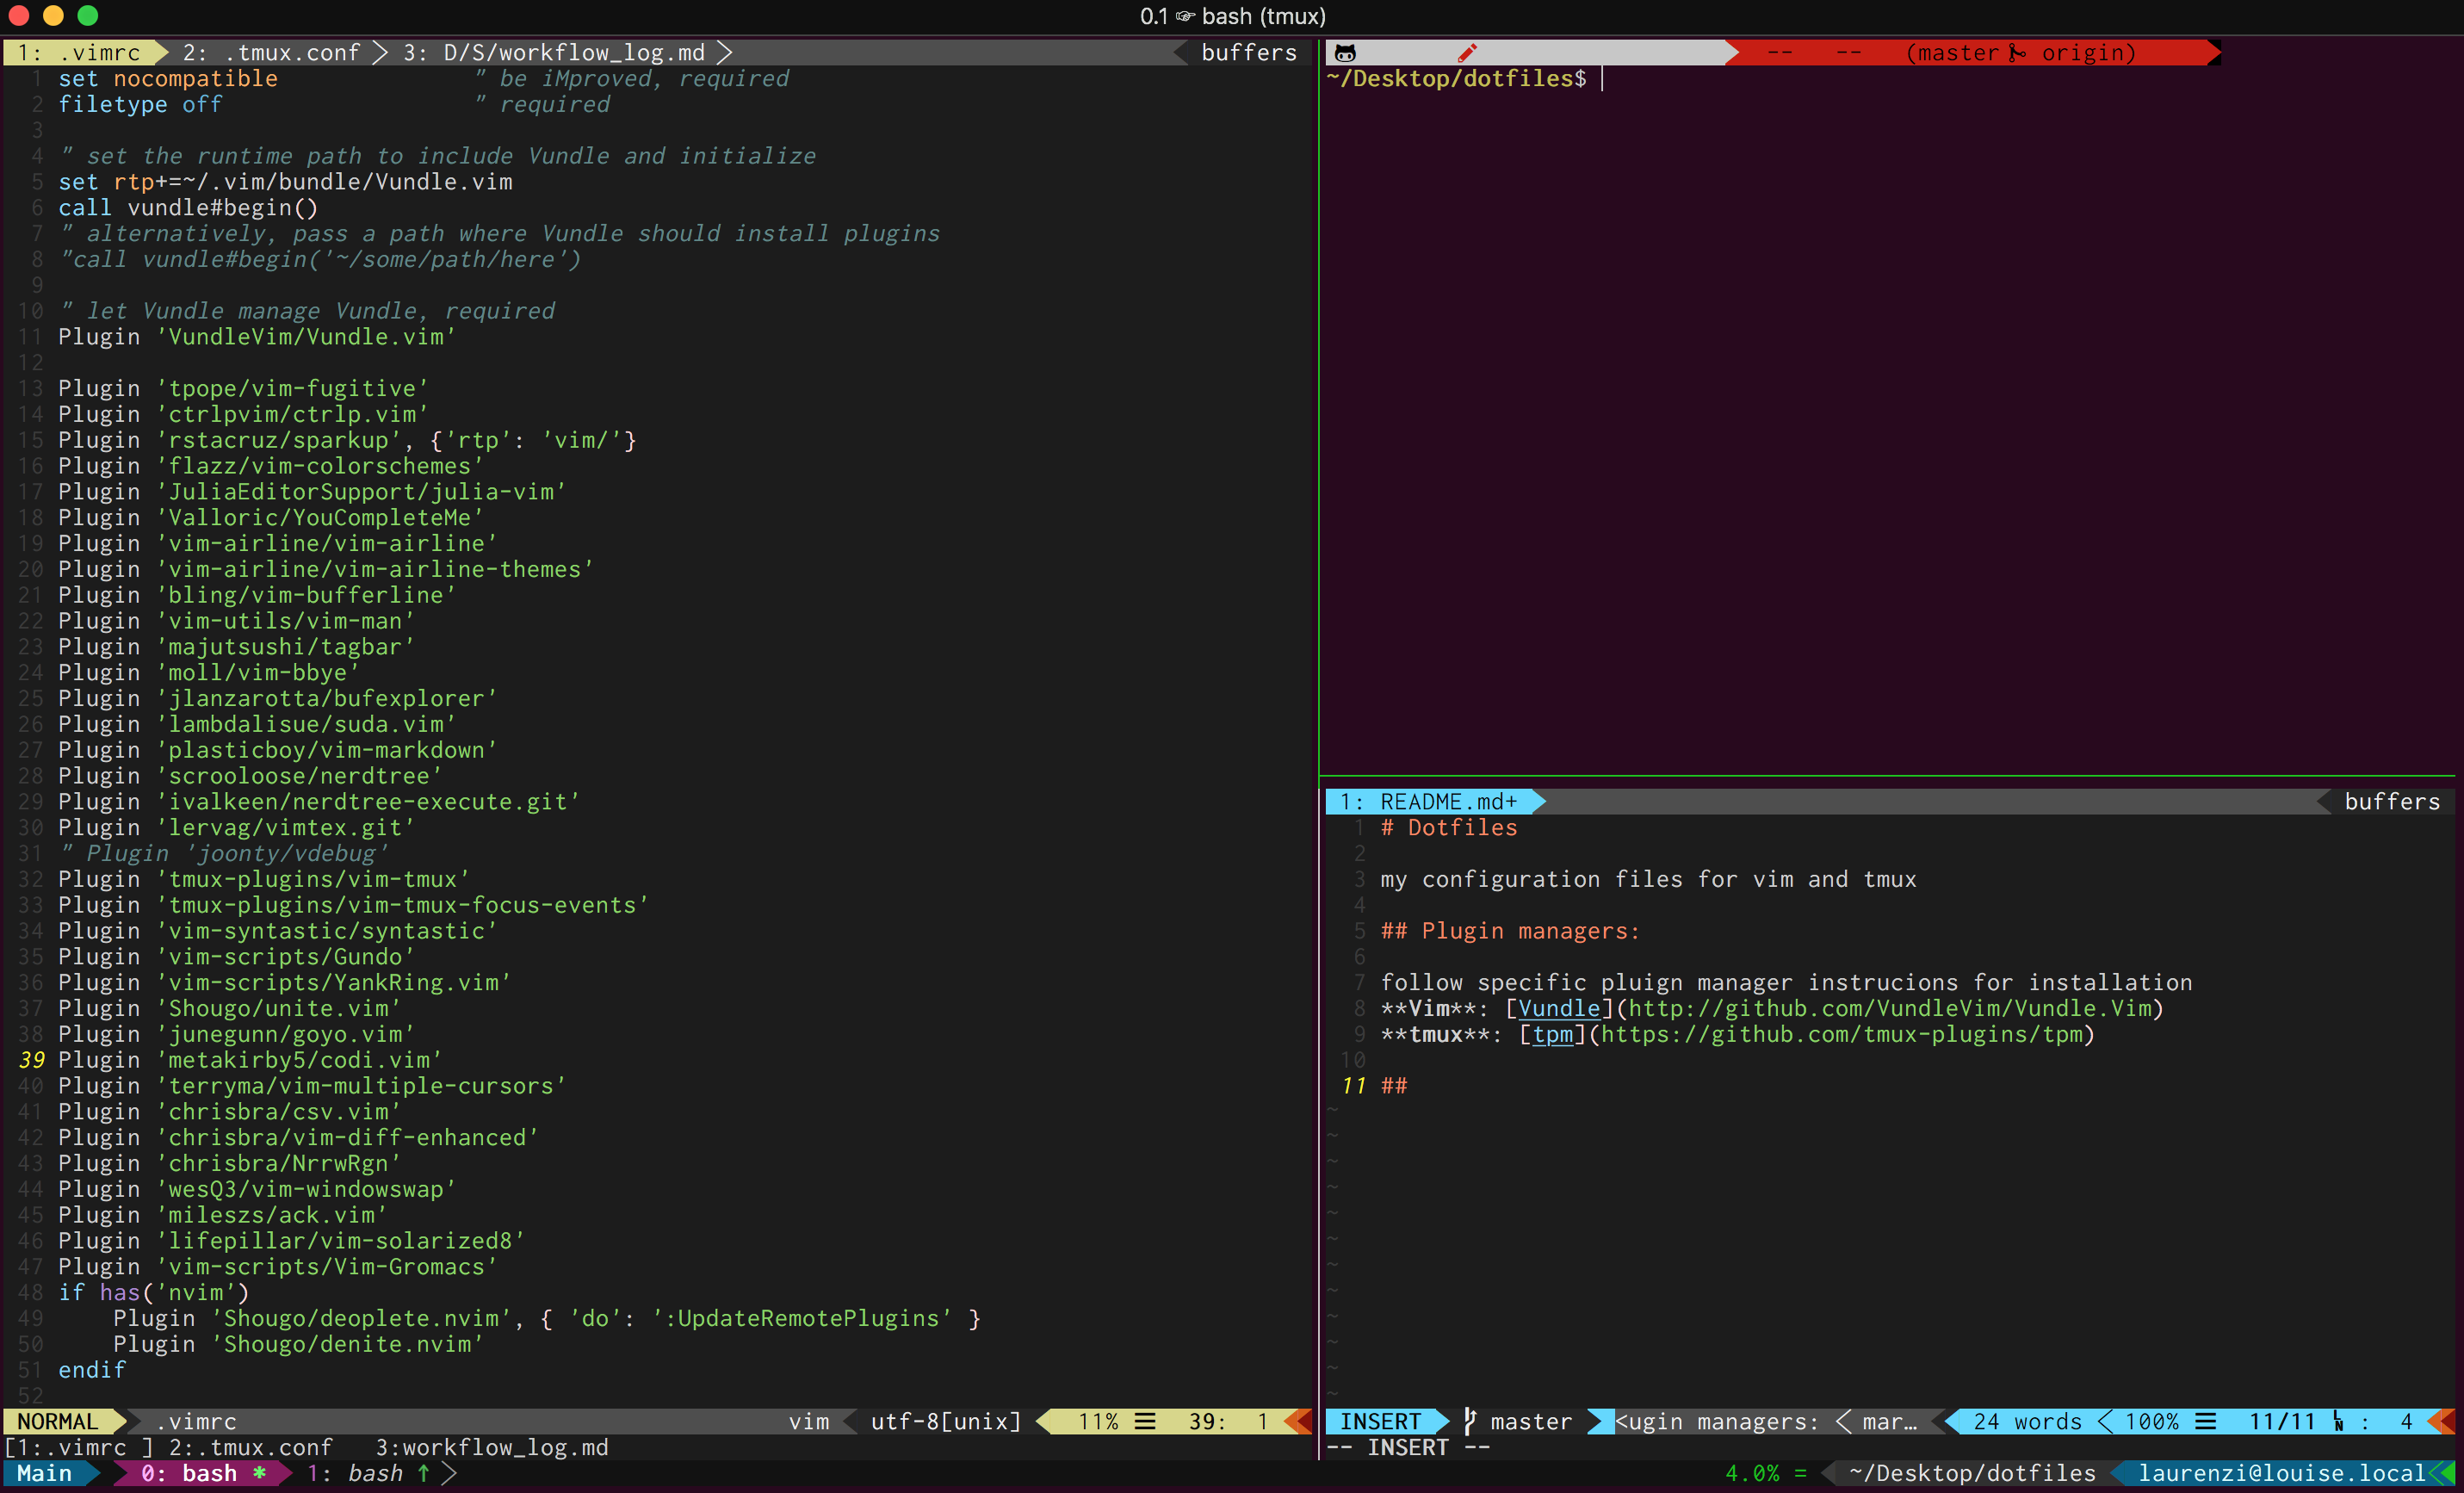 0.1 ☞ bash (tmux)
1: .vimrc 2: .tmux.conf 3: D/S/workflow_log.md buffers
1 set nocompatible " be iMproved, required
2 filetype off " required
3
4 " set the runtime path to include Vundle and initialize
5 set rtp+=~/.vim/bundle/Vundle.vim
6 call vundle#begin()
7 " alternatively, pass a path where Vundle should install plugins
8 "call vundle#begin('~/some/path/here')
9
10 " let Vundle manage Vundle, required
11 Plugin 'VundleVim/Vundle.vim'
12
13 Plugin 'tpope/vim-fugitive'
14 Plugin 'ctrlpvim/ctrlp.vim'
15 Plugin 'rstacruz/sparkup', {'rtp': 'vim/'}
16 Plugin 'flazz/vim-colorschemes'
17 Plugin 'JuliaEditorSupport/julia-vim'
18 Plugin 'Valloric/YouCompleteMe'
19 Plugin 'vim-airline/vim-airline'
20 Plugin 'vim-airline/vim-airline-themes'
21 Plugin 'bling/vim-bufferline'
22 Plugin 'vim-utils/vim-man'
23 Plugin 'majutsushi/tagbar'
24 Plugin 'moll/vim-bbye'
25 Plugin 'jlanzarotta/bufexplorer'
26 Plugin 'lambdalisue/suda.vim'
27 Plugin 'plasticboy/vim-markdown'
28 Plugin 'scrooloose/nerdtree'
29 Plugin 'ivalkeen/nerdtree-execute.git'
30 Plugin 'lervag/vimtex.git'
31 " Plugin 'joonty/vdebug'
32 Plugin 'tmux-plugins/vim-tmux'
33 Plugin 'tmux-plugins/vim-tmux-focus-events'
34 Plugin 'vim-syntastic/syntastic'
35 Plugin 'vim-scripts/Gundo'
36 Plugin 'vim-scripts/YankRing.vim'
37 Plugin 'Shougo/unite.vim'
38 Plugin 'junegunn/goyo.vim'
39 Plugin 'metakirby5/codi.vim'
40 Plugin 'terryma/vim-multiple-cursors'
41 Plugin 'chrisbra/csv.vim'
42 Plugin 'chrisbra/vim-diff-enhanced'
43 Plugin 'chrisbra/NrrwRgn'
44 Plugin 'wesQ3/vim-windowswap'
45 Plugin 'mileszs/ack.vim'
46 Plugin 'lifepillar/vim-solarized8'
47 Plugin 'vim-scripts/Vim-Gromacs'
48 if has('nvim')
49 Plugin 'Shougo/deoplete.nvim', { 'do': ':UpdateRemotePlugins' }
50 Plugin 'Shougo/denite.nvim'
51 endif
52
NORMAL .vimrc vim utf-8[unix] 11% ☰ 39: 1
[1:.vimrc ] 2:.tmux.conf 3:workflow_log.md
-- -- (master origin)
~/Desktop/dotfiles$
1: README.md+ buffers
1 # Dotfiles
2
3 my configuration files for vim and tmux
4
5 ## Plugin managers:
6
7 follow specific pluign manager instrucions for installation
8 **Vim**: [Vundle](http://github.com/VundleVim/Vundle.Vim)
9 **tmux**: [tpm](https://github.com/tmux-plugins/tpm)
10
11 ##
~
~
~
~
~
~
~
~
~
~
~
~
INSERT master <ugin managers: < mar… 24 words < 100% ☰ 11/11 : 4
-- INSERT --
Main 0: bash * 1: bash ↑ 4.0% = ~/Desktop/dotfiles laurenzi@louise.local